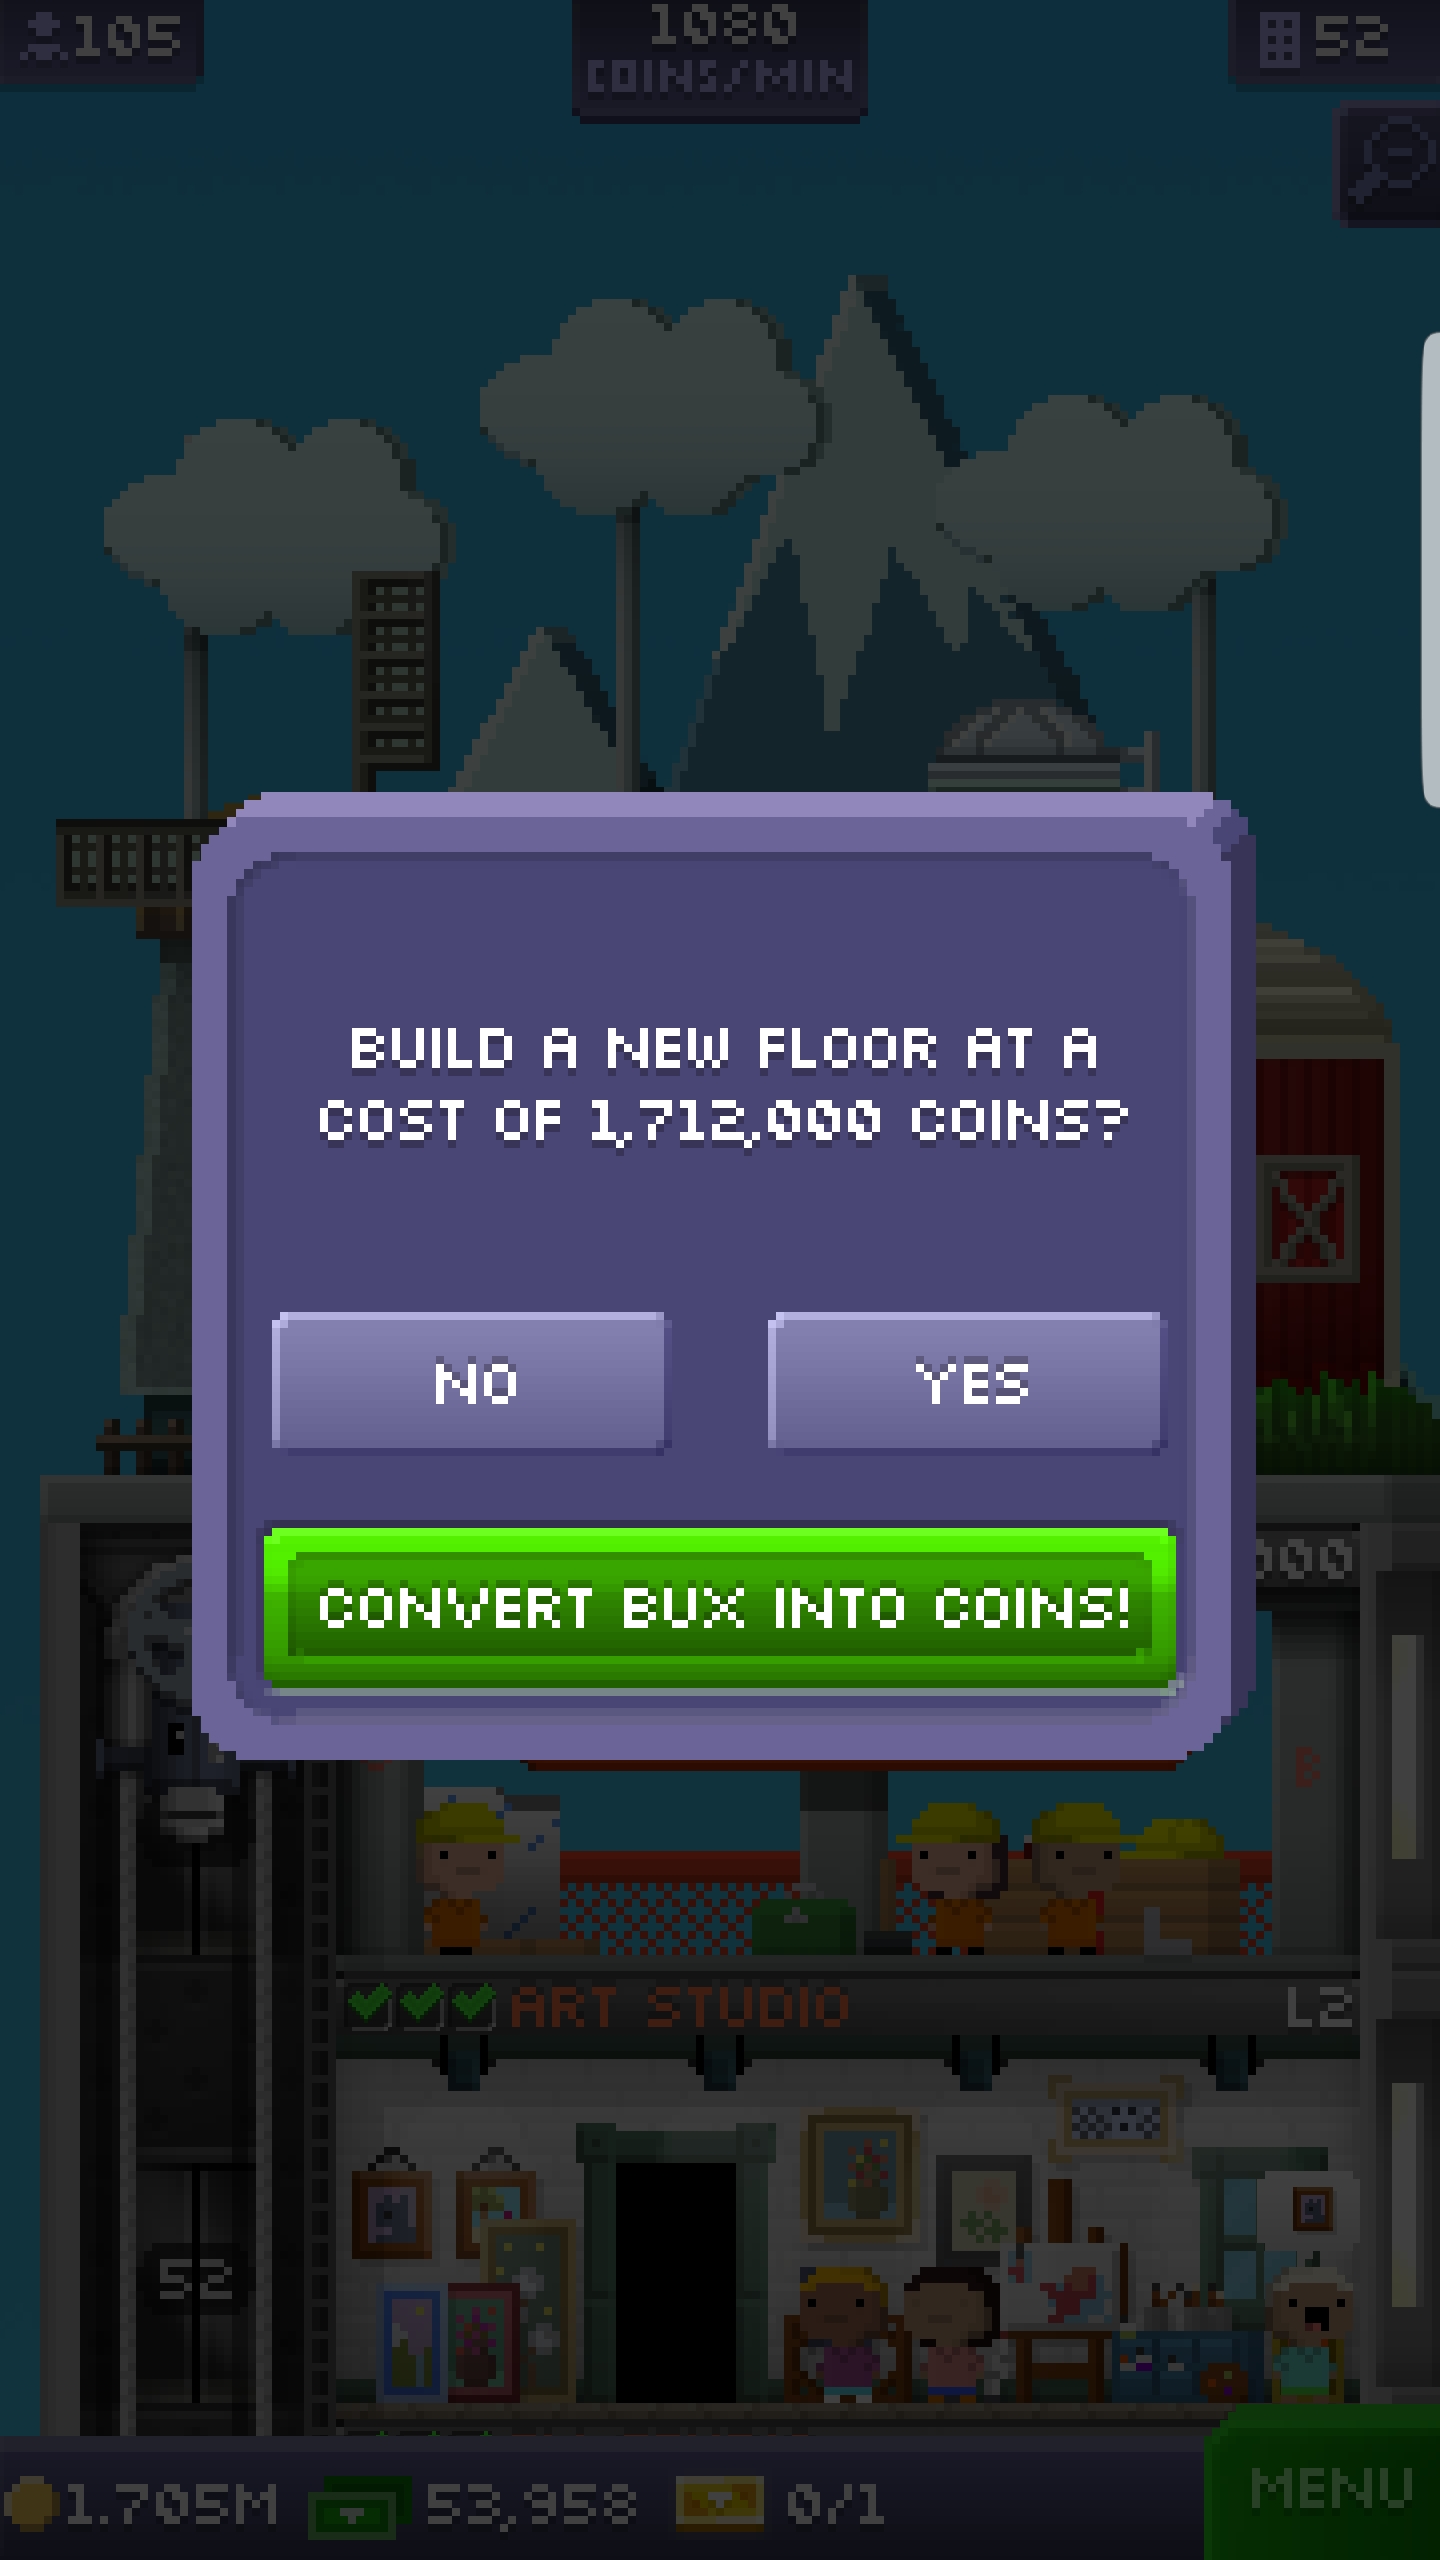 105
1080
COINS/MIN
52
BUILD A NEW FLOOR AT A
COST OF 1,712,000 COINS?
NO
YES
CONVERT BUX INTO COINS!
000
B
ART STUDIO
L2
52
1.705M
53,958
0/1
MENU